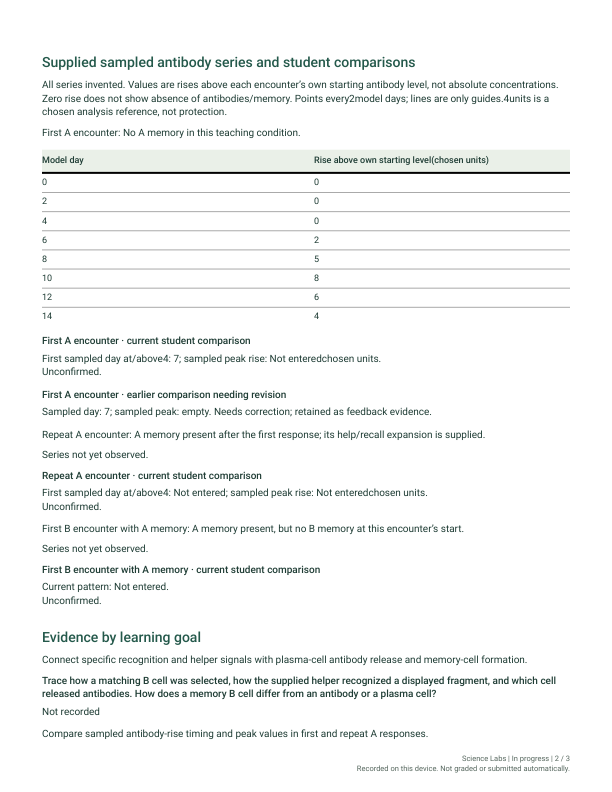 Supplied sampled antibody series and student comparisons
All series invented. Values are rises above each encounter's own starting antibody level, not absolute concentrations.
Zero rise does not show absence of antibodies/memory. Points every2model days; lines are only guides.4units is a
chosen analysis reference, not protection.
First A encounter: No A memory in this teaching condition.
Model day Rise above own starting level(chosen units)
0 0
2 0
4 0
6 2
8 5
10 8
12 6
14 4
First A encounter · current student comparison
First sampled day at/above4: 7; sampled peak rise: Not enteredchosen units.
Unconfirmed.
First A encounter · earlier comparison needing revision
Sampled day: 7; sampled peak: empty. Needs correction; retained as feedback evidence.
Repeat A encounter: A memory present after the first response; its help/recall expansion is supplied.
Series not yet observed.
Repeat A encounter · current student comparison
First sampled day at/above4: Not entered; sampled peak rise: Not enteredchosen units.
Unconfirmed.
First B encounter with A memory: A memory present, but no B memory at this encounter's start.
Series not yet observed.
First B encounter with A memory · current student comparison
Current pattern: Not entered.
Unconfirmed.
Evidence by learning goal
Connect specific recognition and helper signals with plasma-cell antibody release and memory-cell formation.
Trace how a matching B cell was selected, how the supplied helper recognized a displayed fragment, and which cell
released antibodies. How does a memory B cell differ from an antibody or a plasma cell?
Not recorded
Compare sampled antibody-rise timing and peak values in first and repeat A responses.
Science Labs | In progress | 2 / 3
Recorded on this device. Not graded or submitted automatically.